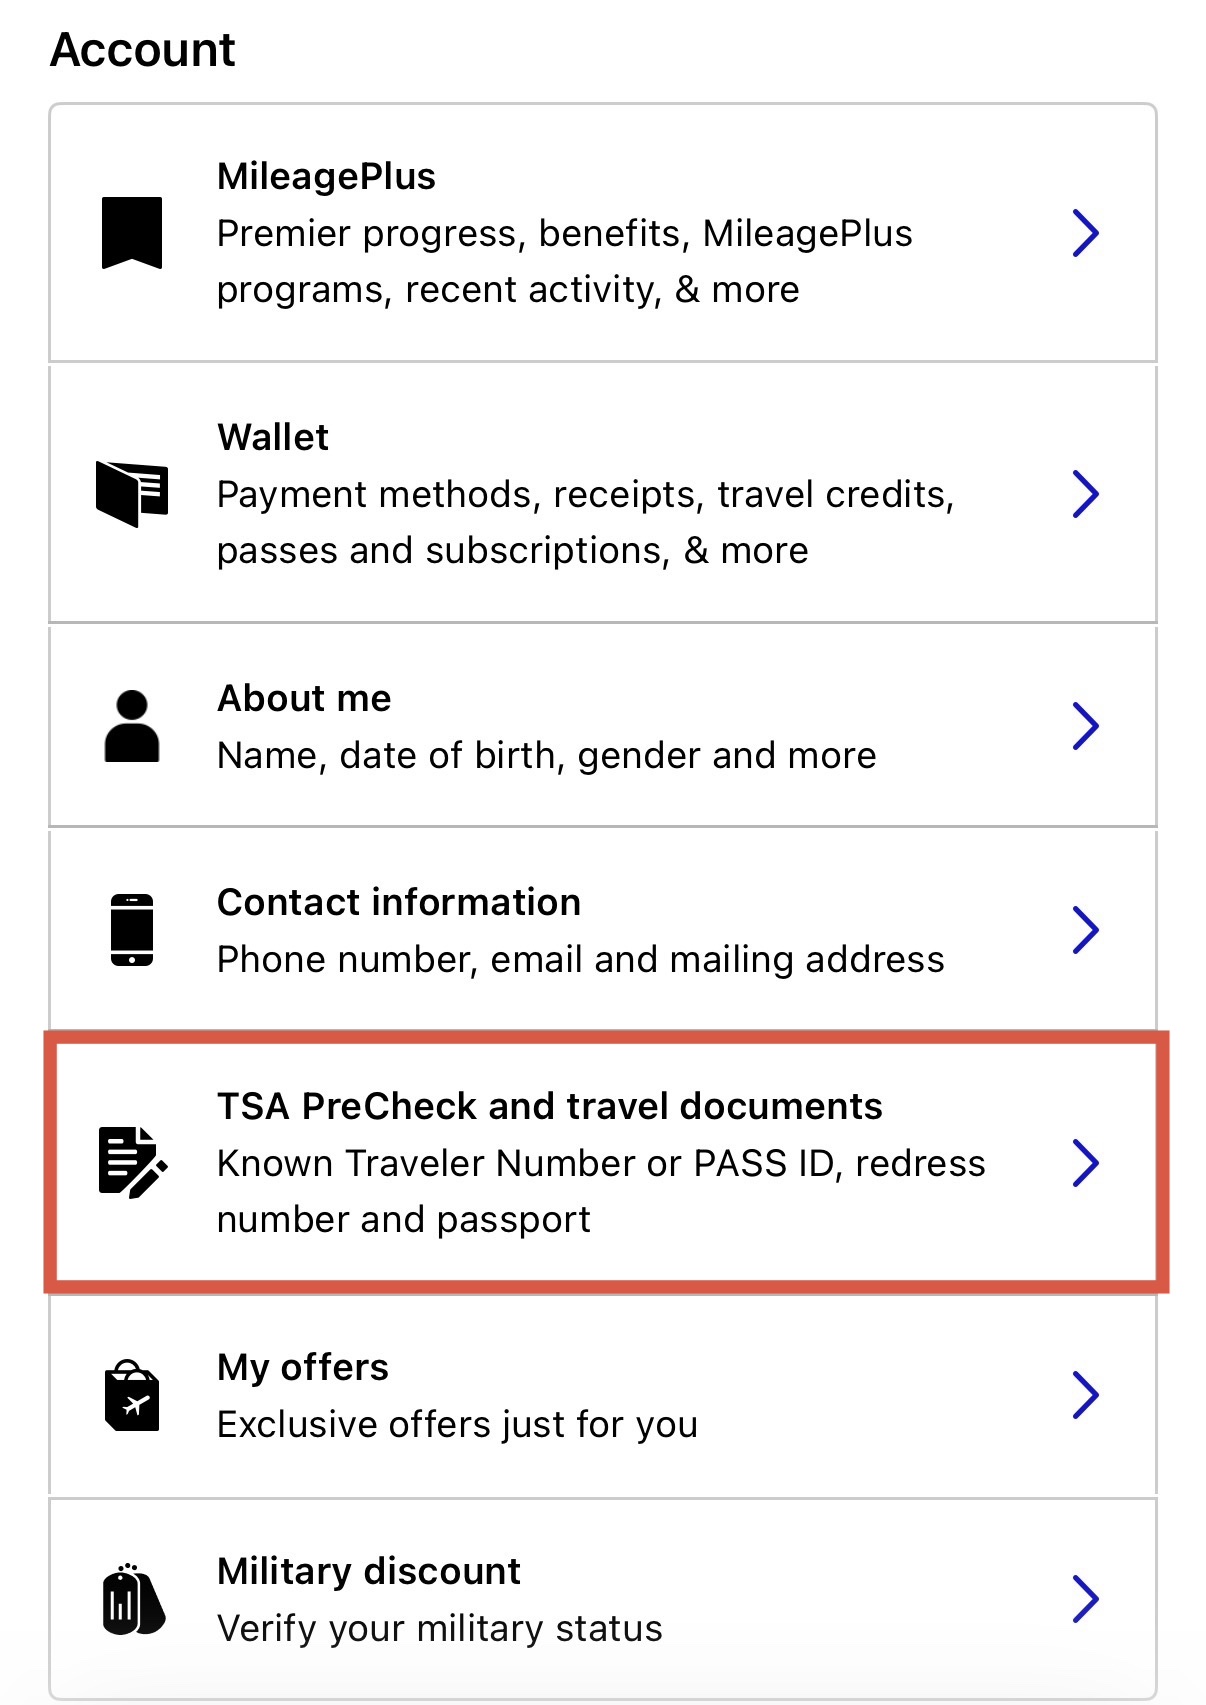 Account
MileagePlus
Premier progress, benefits, MileagePlus
programs, recent activity, & more
Wallet
Payment methods, receipts, travel credits,
passes and subscriptions, & more
About me
Name, date of birth, gender and more
Contact information
Phone number, email and mailing address
TSA PreCheck and travel documents
Known Traveler Number or PASS ID, redress
number and passport
My offers
Exclusive offers just for you
Military discount
Verify your military status